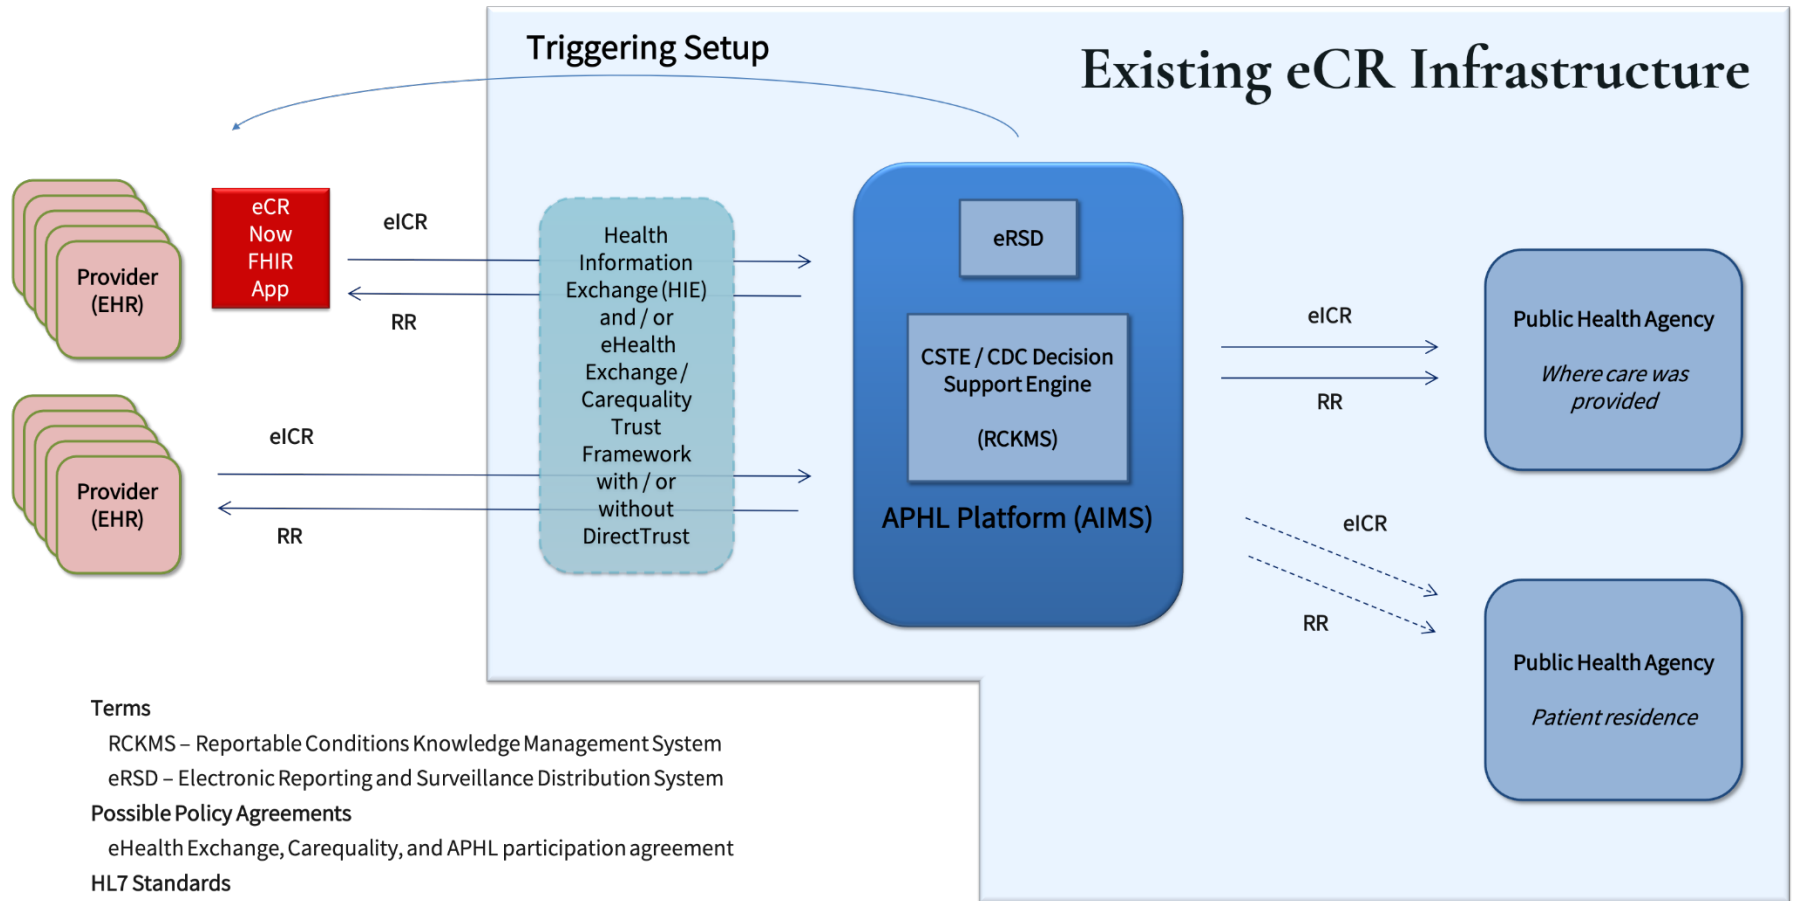 Triggering Setup
Existing eCR Infrastructure
Provider
(EHR)
eCR
Now
FHIR
App
eICR
RR
Provider
(EHR)
eICR
RR
Health
Information
Exchange (HIE)
and / or
eHealth
Exchange /
Carequality
Trust
Framework
with / or
without
DirectTrust
eRSD
CSTE / CDC Decision
Support Engine
(RCKMS)
APHL Platform (AIMS)
eICR
RR
Public Health Agency
Where care was
provided
eICR
RR
Public Health Agency
Patient residence
Terms
RCKMS – Reportable Conditions Knowledge Management System
eRSD – Electronic Reporting and Surveillance Distribution System
Possible Policy Agreements
eHealth Exchange, Carequality, and APHL participation agreement
HL7 Standards